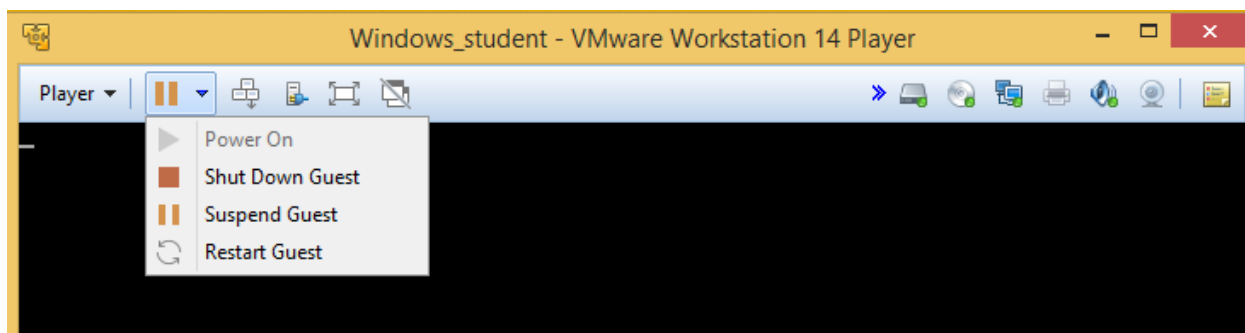 Windows_student - VMware Workstation 14 Player
Player
Power On
Shut Down Guest
Suspend Guest
Restart Guest